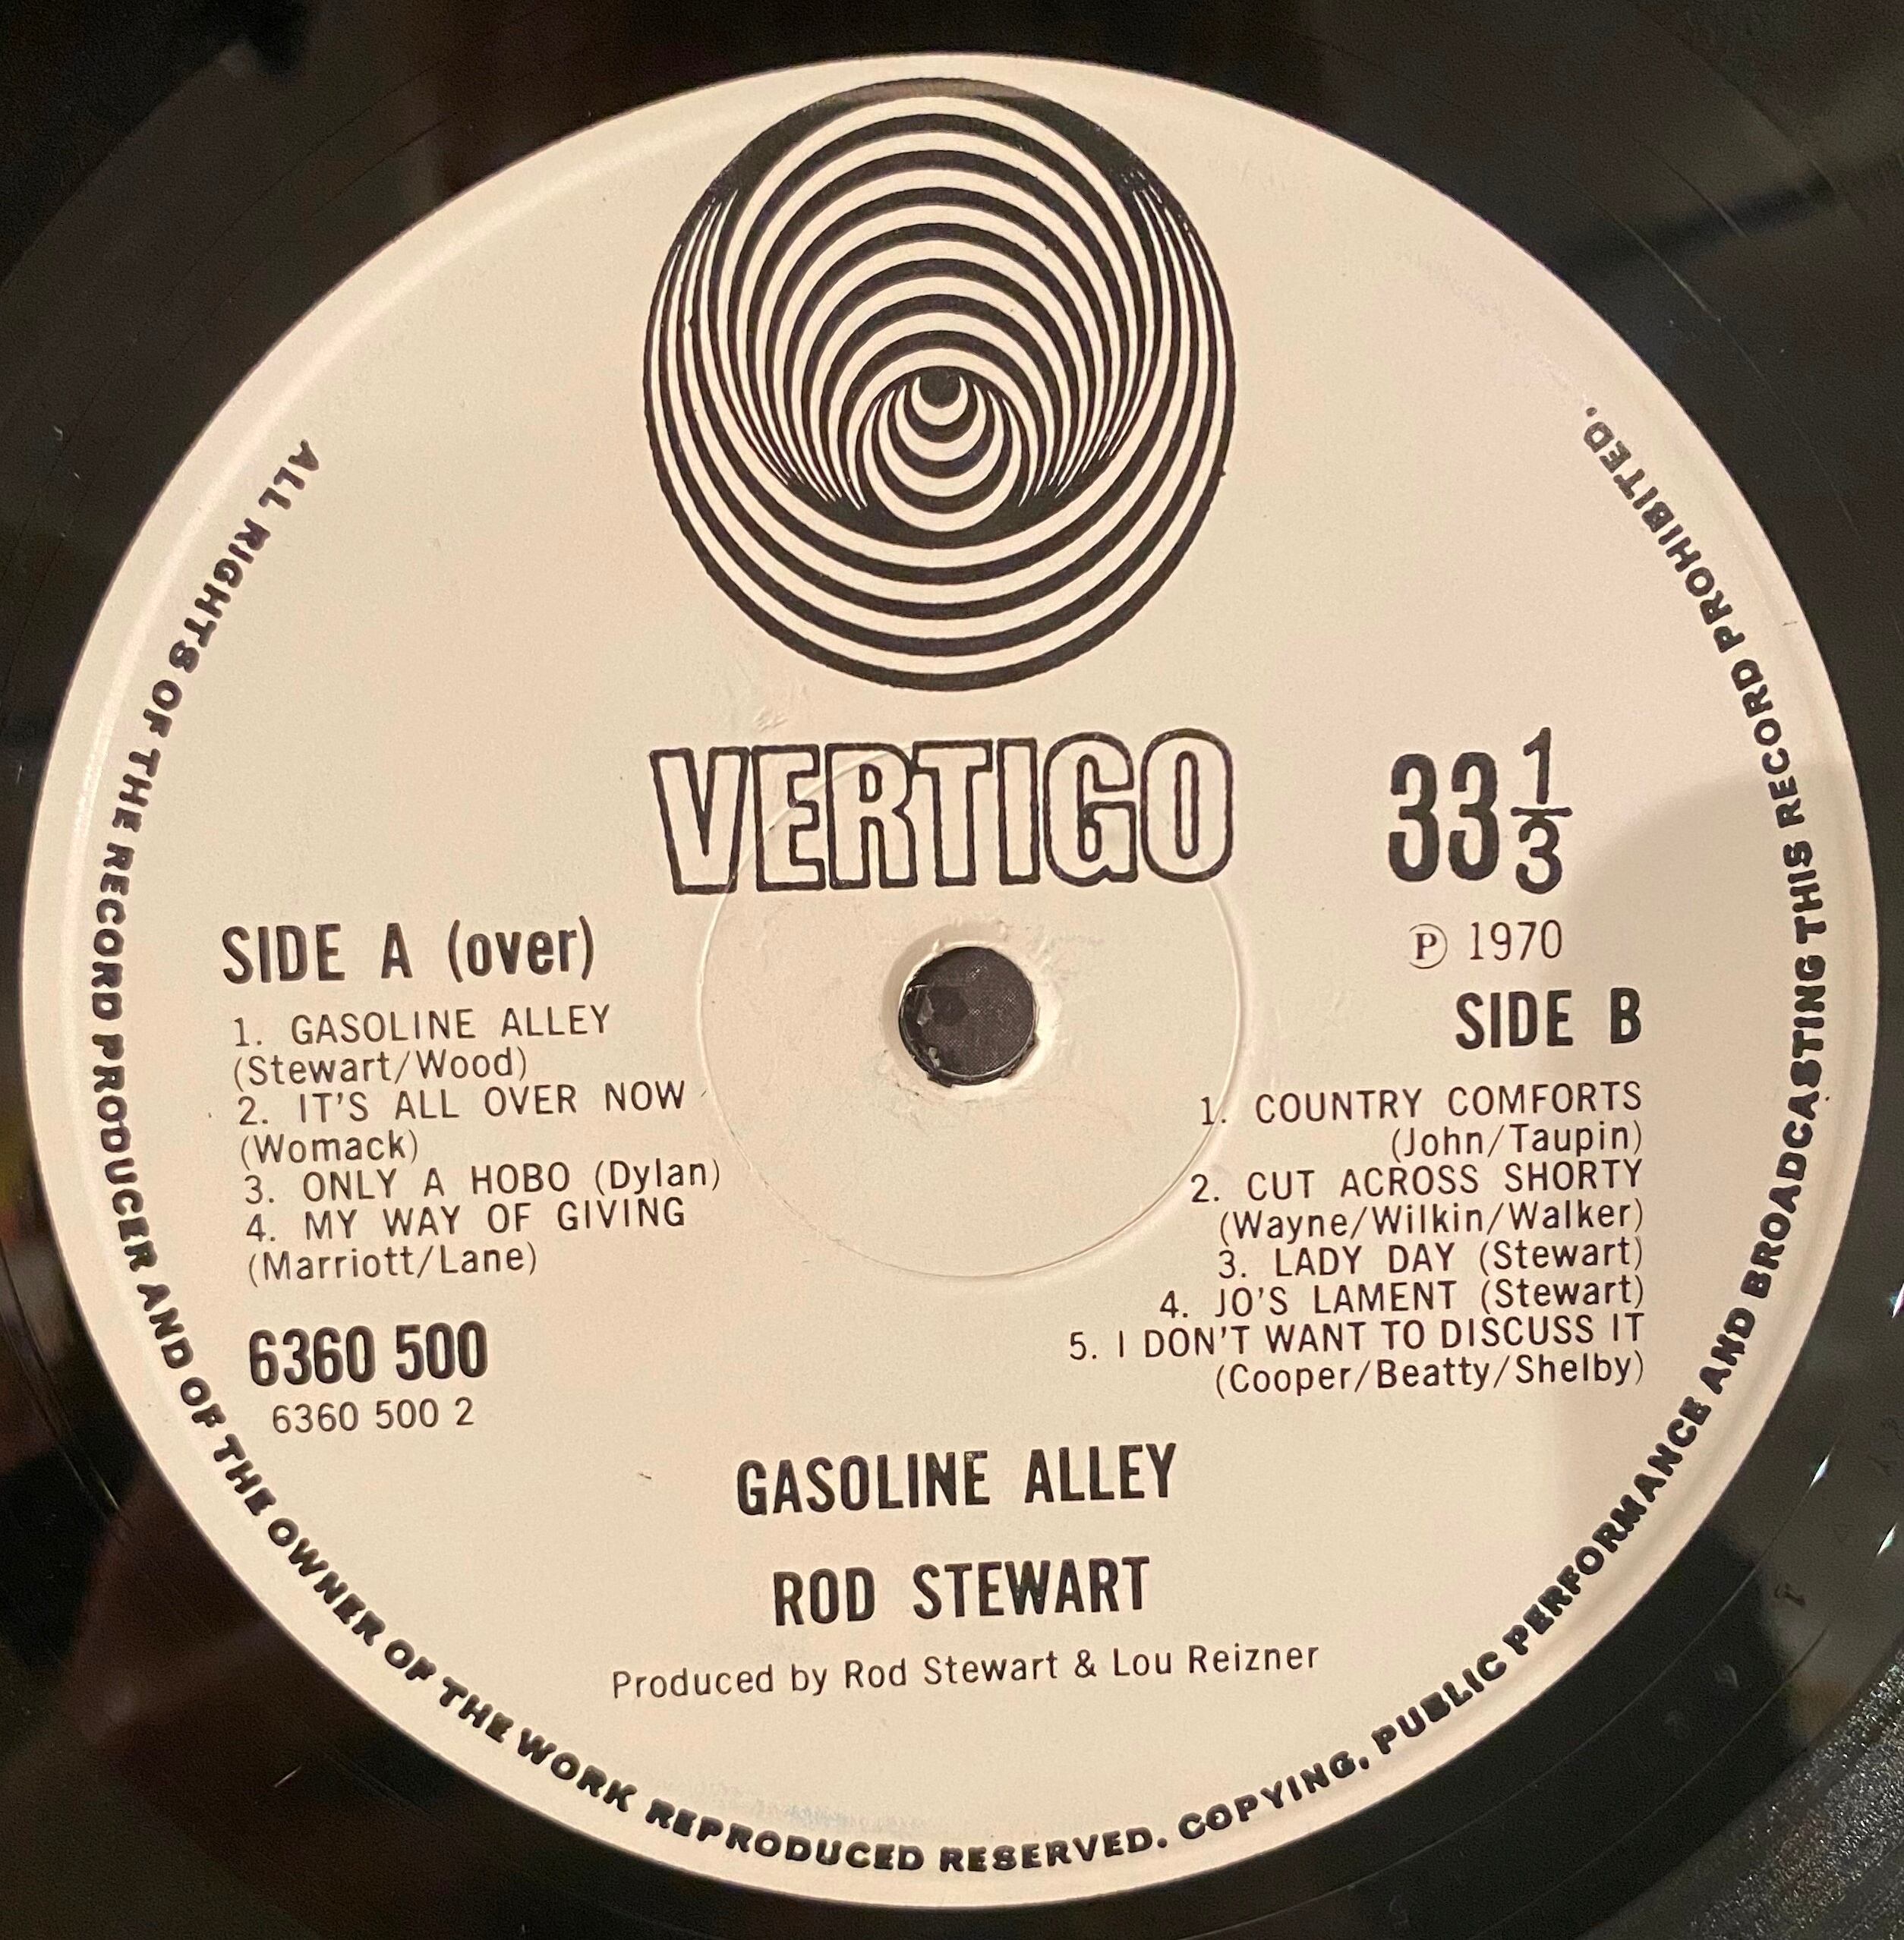 VERTIGO
33 1/3
Ⓟ 1970
SIDE A (over)
1. GASOLINE ALLEY
(Stewart/Wood)
2. IT'S ALL OVER NOW
(Womack)
3. ONLY A HOBO (Dylan)
4. MY WAY OF GIVING
(Marriott/Lane)
6360 500
6360 500 2
SIDE B
1. COUNTRY COMFORTS
(John/Taupin)
2. CUT ACROSS SHORTY
(Wayne/Wilkin/Walker)
3. LADY DAY (Stewart)
4. JO'S LAMENT (Stewart)
5. I DON'T WANT TO DISCUSS IT
(Cooper/Beatty/Shelby)
GASOLINE ALLEY
ROD STEWART
Produced by Rod Stewart & Lou Reizner
ALL RIGHTS OF THE RECORD PRODUCER AND OF THE OWNER OF THE WORK REPRODUCED RESERVED. COPYING, PUBLIC PERFORMANCE AND BROADCASTING THIS RECORD PROHIBITED.